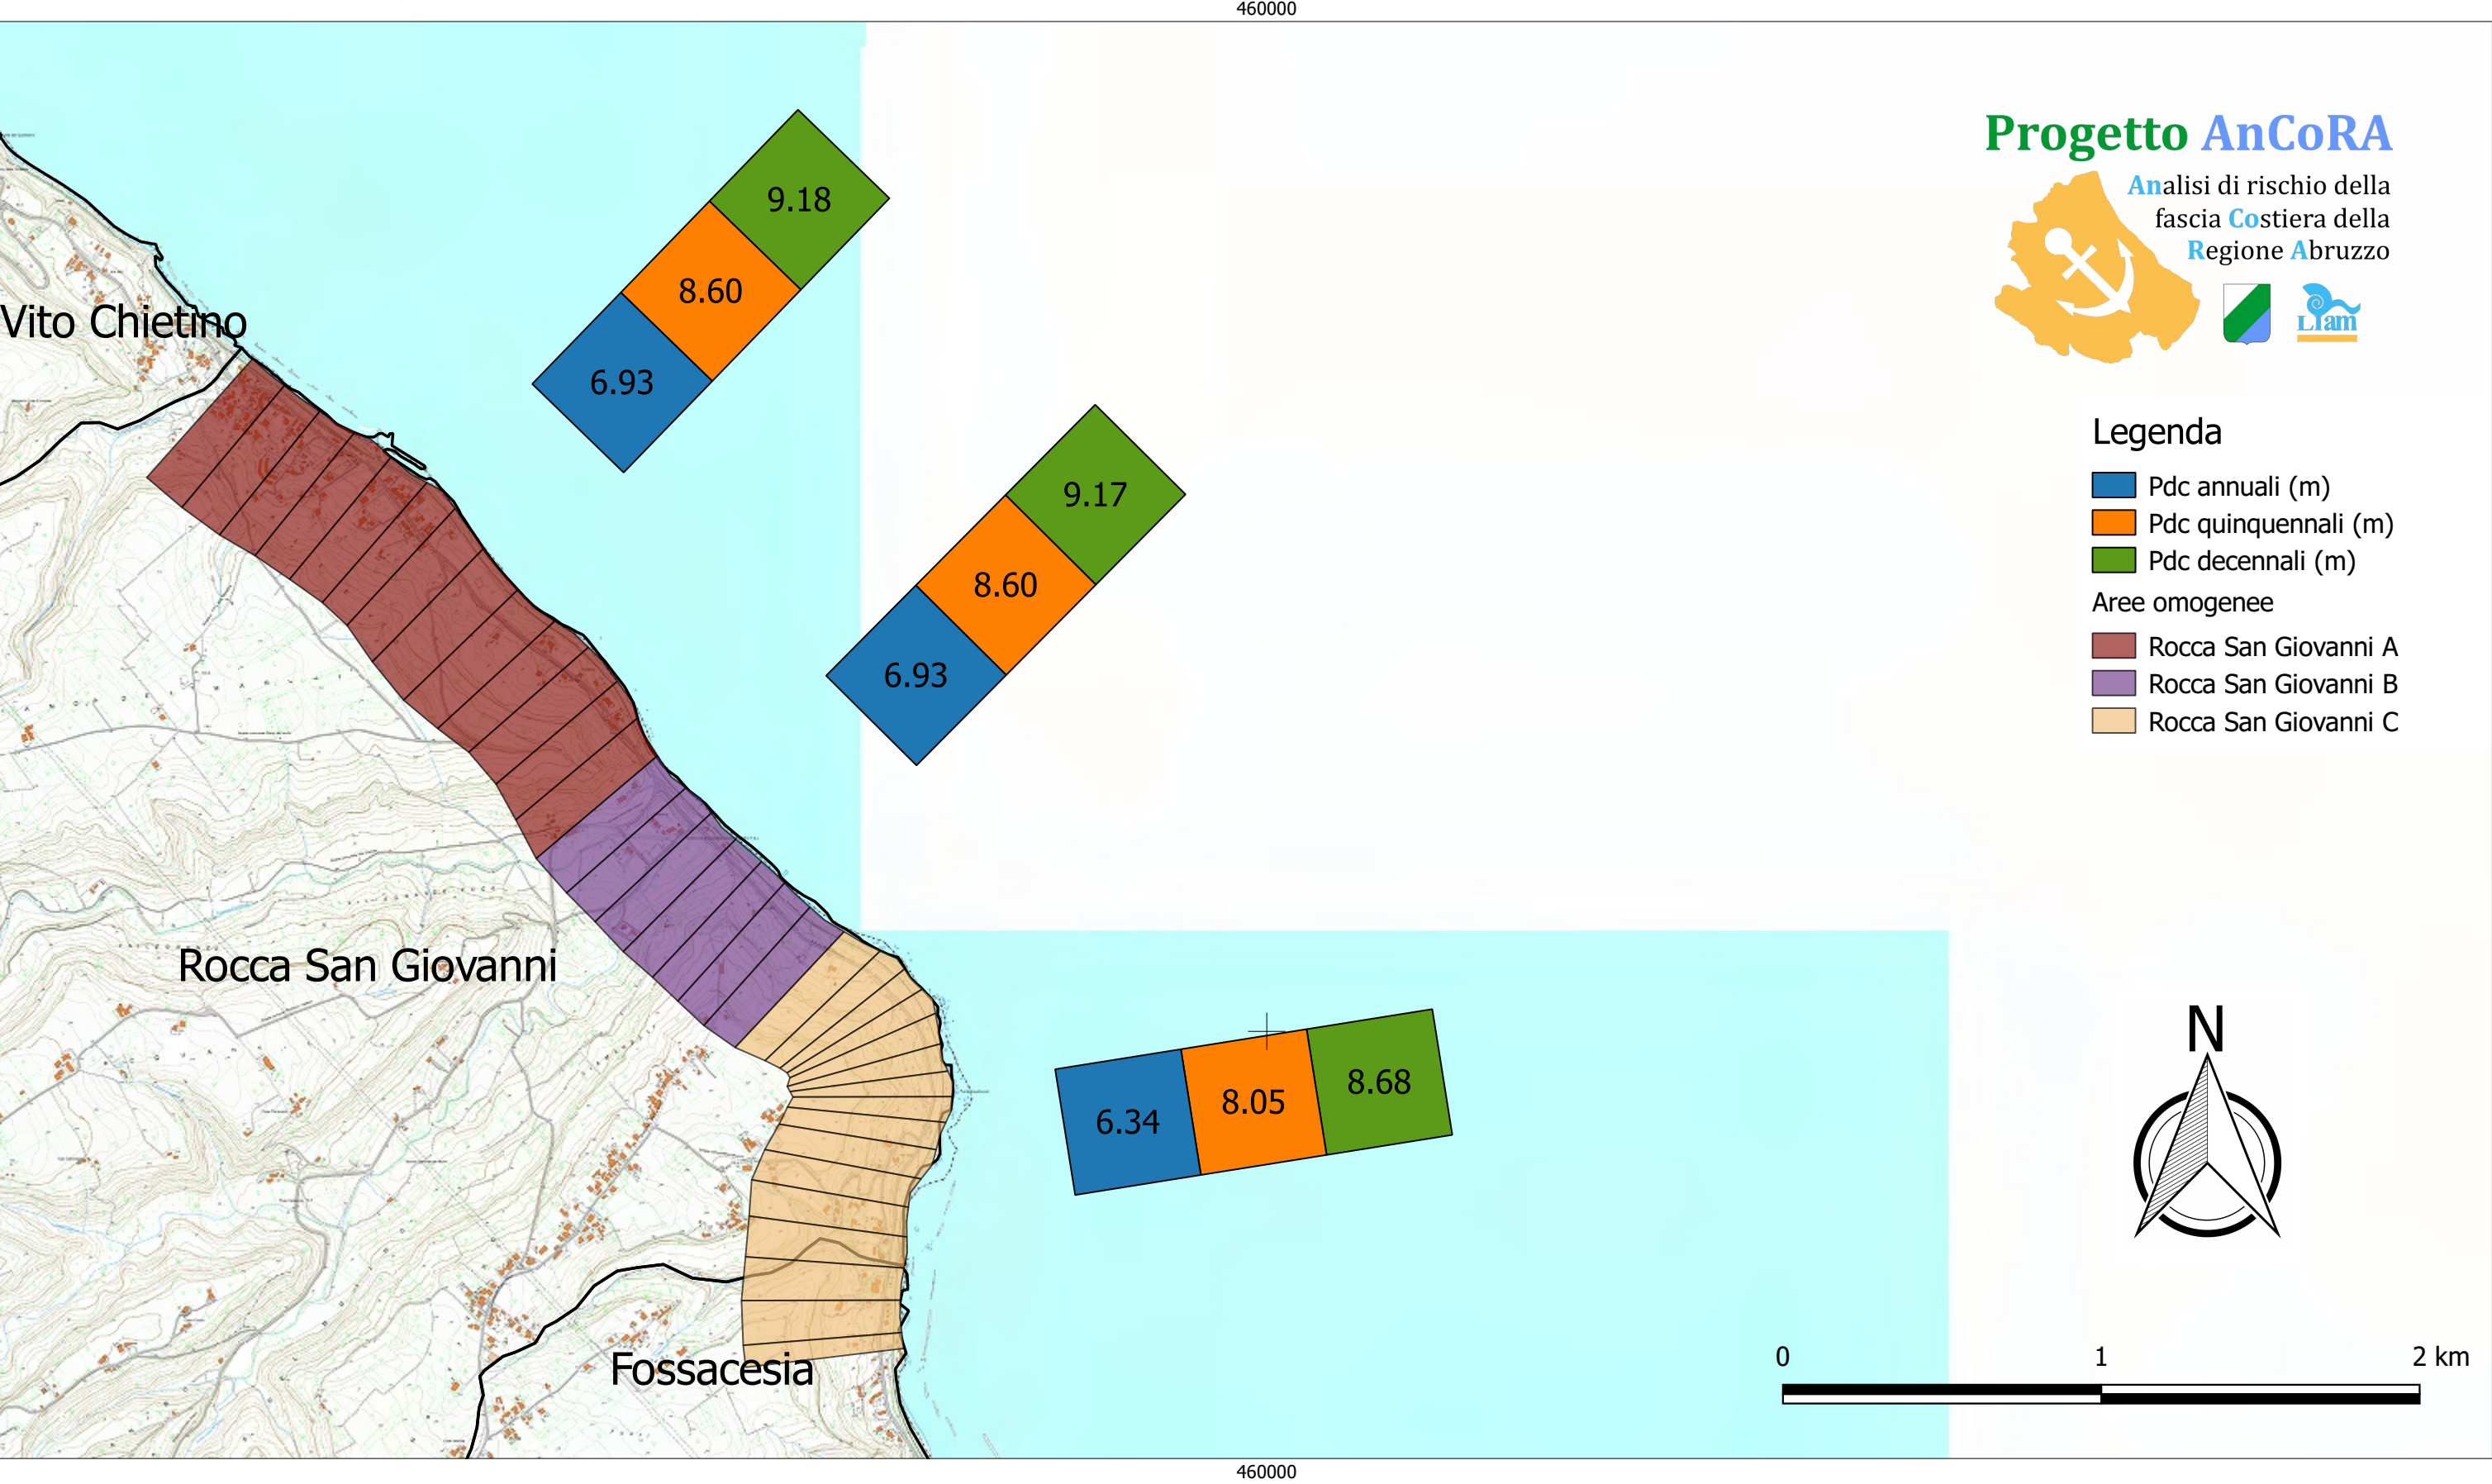 460000
Progetto AnCoRA
Analisi di rischio della
fascia Costiera della
Regione Abruzzo
LIam
9.18
8.60
6.93
Vito Chietino
9.17
8.60
6.93
Legenda
Pdc annuali (m)
Pdc quinquennali (m)
Pdc decennali (m)
Aree omogenee
Rocca San Giovanni A
Rocca San Giovanni B
Rocca San Giovanni C
Rocca San Giovanni
6.34
8.05
8.68
N
Fossacesia
0 1 2 km
460000